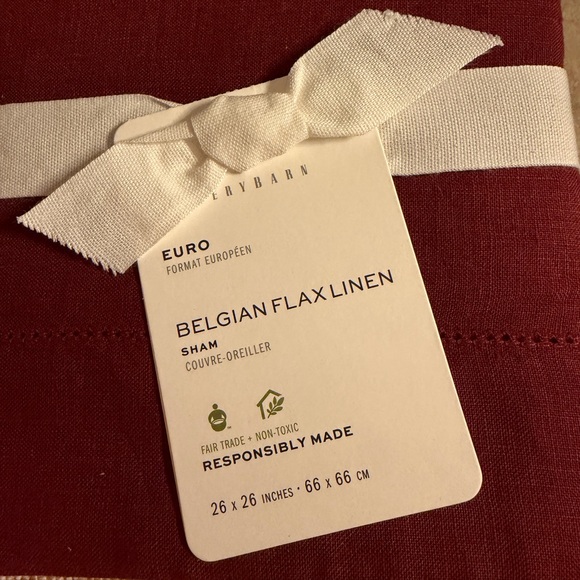 ERYBARN
EURO
FORMAT EUROPÉEN
BELGIAN FLAX LINEN
SHAM
COUVRE-OREILLER
FAIR TRADE + NON-TOXIC
RESPONSIBLY MADE
26 x 26 INCHES · 66 x 66 CM